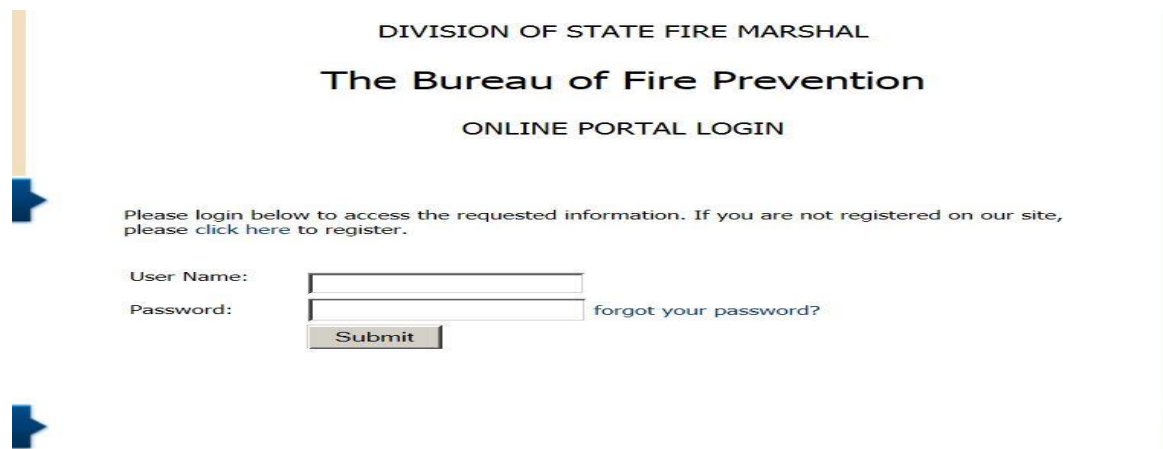 DIVISION OF STATE FIRE MARSHAL
The Bureau of Fire Prevention
ONLINE PORTAL LOGIN
Please login below to access the requested information. If you are not registered on our site,
please click here to register.
User Name:
Password: forgot your password?
Submit